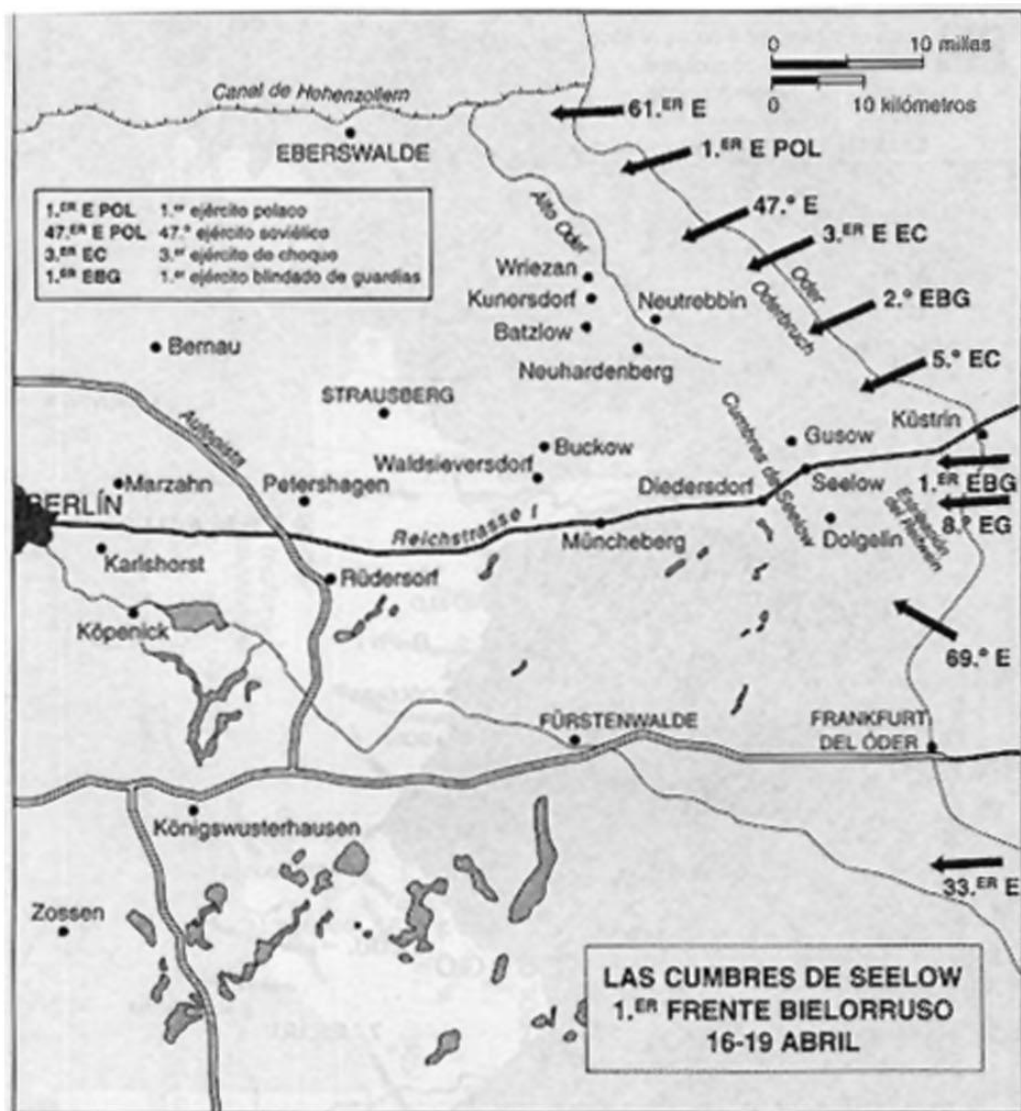 0 10 millas
0 10 kilómetros
Canal de Hohenzollern
61.ER E
EBERSWALDE
1.ER E POL
1.ER E POL 1.er ejército polaco
47.ER E POL 47.º ejército soviético
3.ER EC 3.er ejército de choque
1.ER EBG 1.er ejército blindado de guardias
Alto Oder
47.º E
3.ER E EC
Wriezan
Oder
Kunersdorf
Neutrebbin
Oderbruch
2.º EBG
Batzlow
Bernau
Neuhardenberg
5.º EC
STRAUSBERG
Autopista
Cumbres de Seelow
Küstrin
Gusow
Buckow
Waldsieversdorf
Marzahn
Petershagen
Diedersdorf
Seelow
1.ER EBG
BERLÍN
Reichstrasse 1
Müncheberg
Dolgelin
8.º EG
del Reitwein
Karlshorst
Rüdersorf
Köpenick
69.º E
FÜRSTENWALDE
FRANKFURT
DEL ÓDER
Königswusterhausen
33.ER E
Zossen
LAS CUMBRES DE SEELOW
1.ER FRENTE BIELORRUSO
16-19 ABRIL